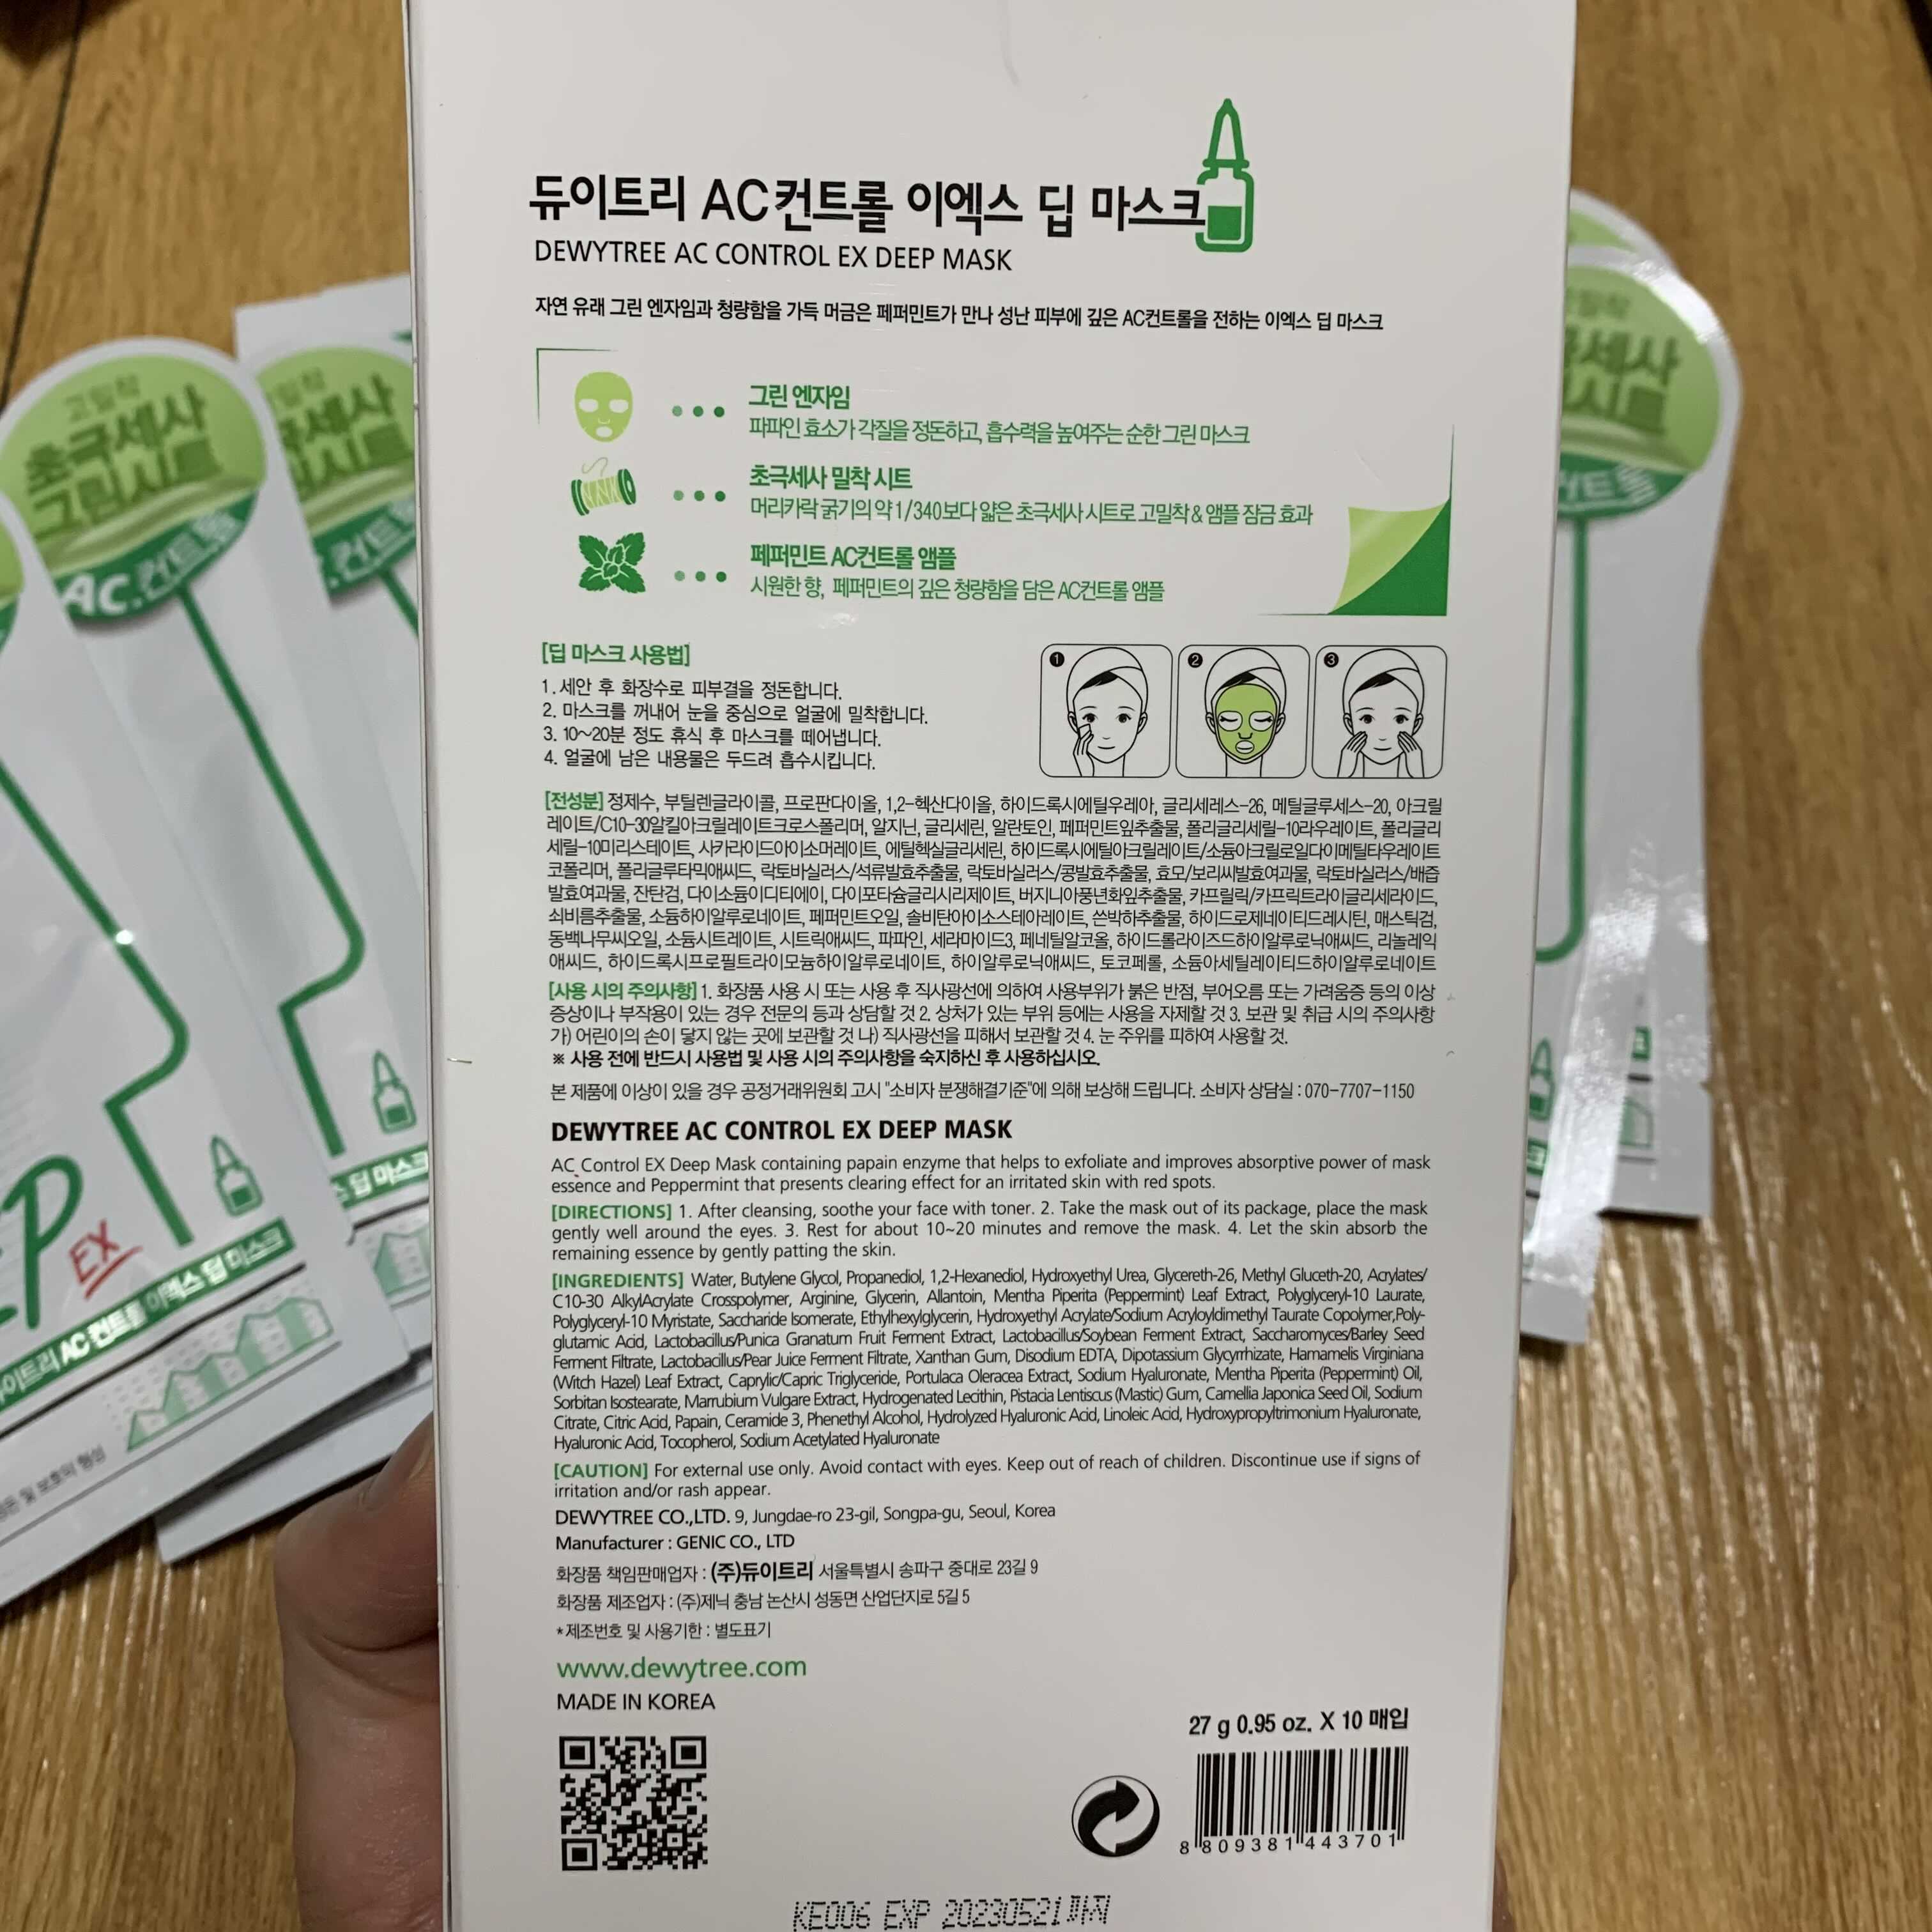 듀이트리 AC컨트롤 이엑스 딥 마스크
DEWYTREE AC CONTROL EX DEEP MASK
자연 유래 그린 엔자임과 청량함을 가득 머금은 페퍼민트가 만나 성난 피부에 깊은 AC컨트롤을 전하는 이엑스 딥 마스크
그린 엔자임
파파인 효소가 각질을 정돈하고, 흡수력을 높여주는 순한 그린 마스크
초극세사 밀착 시트
머리카락 굵기의 약 1/340보다 얇은 초극세사 시트로 고밀착 & 앰플 잠금 효과
페퍼민트 AC컨트롤 앰플
시원한 향, 페퍼민트의 깊은 청량함을 담은 AC컨트롤 앰플
[딥 마스크 사용법]
1. 세안 후 화장수로 피부결을 정돈합니다.
2. 마스크를 꺼내어 눈을 중심으로 얼굴에 밀착합니다.
3. 10~20분 정도 휴식 후 마스크를 떼어냅니다.
4. 얼굴에 남은 내용물은 두드려 흡수시킵니다.
1 2 3
[전성분] 정제수, 부틸렌글라이콜, 프로판다이올, 1,2-헥산다이올, 하이드록시에틸우레아, 글리세레스-26, 메틸글루세스-20, 아크릴
레이트/C10-30알킬아크릴레이트크로스폴리머, 알지닌, 글리세린, 알란토인, 페퍼민트잎추출물, 폴리글리세릴-10라우레이트, 폴리글리
세릴-10미리스테이트, 사카라이드아이소머레이트, 에틸헥실글리세린, 하이드록시에틸아크릴레이트/소듐아크릴로일다이메틸타우레이트
코폴리머, 폴리글루타믹애씨드, 락토바실러스/석류발효추출물, 락토바실러스/콩발효추출물, 효모/보리씨발효여과물, 락토바실러스/배즙
발효여과물, 잔탄검, 다이소듐이디티에이, 다이포타슘글리시리제이트, 버지니아풍년화잎추출물, 카프릴릭/카프릭트라이글리세라이드,
쇠비름추출물, 소듐하이알루로네이트, 페퍼민트오일, 솔비탄아이소스테아레이트, 쓴박하추출물, 하이드로제네이티드레시틴, 매스틱검,
동백나무씨오일, 소듐시트레이트, 시트릭애씨드, 파파인, 세라마이드3, 페네틸알코올, 하이드롤라이즈드하이알루로닉애씨드, 리놀레익
애씨드, 하이드록시프로필트라이모늄하이알루로네이트, 하이알루로닉애씨드, 토코페롤, 소듐아세틸레이티드하이알루로네이트
[사용 시의 주의사항] 1. 화장품 사용 시 또는 사용 후 직사광선에 의하여 사용부위가 붉은 반점, 부어오름 또는 가려움증 등의 이상
증상이나 부작용이 있는 경우 전문의 등과 상담할 것 2. 상처가 있는 부위 등에는 사용을 자제할 것 3. 보관 및 취급 시의 주의사항
가) 어린이의 손이 닿지 않는 곳에 보관할 것 나) 직사광선을 피해서 보관할 것 4. 눈 주위를 피하여 사용할 것.
※ 사용 전에 반드시 사용법 및 사용 시의 주의사항을 숙지하신 후 사용하십시오.
본 제품에 이상이 있을 경우 공정거래위원회 고시 "소비자 분쟁해결기준"에 의해 보상해 드립니다. 소비자 상담실 : 070-7707-1150
DEWYTREE AC CONTROL EX DEEP MASK
AC Control EX Deep Mask containing papain enzyme that helps to exfoliate and improves absorptive power of mask
essence and Peppermint that presents clearing effect for an irritated skin with red spots.
[DIRECTIONS] 1. After cleansing, soothe your face with toner. 2. Take the mask out of its package, place the mask
gently well around the eyes. 3. Rest for about 10~20 minutes and remove the mask. 4. Let the skin absorb the
remaining essence by gently patting the skin.
[INGREDIENTS] Water, Butylene Glycol, Propanediol, 1,2-Hexanediol, Hydroxyethyl Urea, Glycereth-26, Methyl Gluceth-20, Acrylates/
C10-30 AlkylAcrylate Crosspolymer, Arginine, Glycerin, Allantoin, Mentha Piperita (Peppermint) Leaf Extract, Polyglyceryl-10 Laurate,
Polyglyceryl-10 Myristate, Saccharide Isomerate, Ethylhexylglycerin, Hydroxyethyl Acrylate/Sodium Acryloyldimethyl Taurate Copolymer,Poly-
glutamic Acid, Lactobacillus/Punica Granatum Fruit Ferment Extract, Lactobacillus/Soybean Ferment Extract, Saccharomyces/Barley Seed
Ferment Filtrate, Lactobacillus/Pear Juice Ferment Filtrate, Xanthan Gum, Disodium EDTA, Dipotassium Glycyrrhizate, Hamamelis Virginiana
(Witch Hazel) Leaf Extract, Caprylic/Capric Triglyceride, Portulaca Oleracea Extract, Sodium Hyaluronate, Mentha Piperita (Peppermint) Oil,
Sorbitan Isostearate, Marrubium Vulgare Extract, Hydrogenated Lecithin, Pistacia Lentiscus (Mastic) Gum, Camellia Japonica Seed Oil, Sodium
Citrate, Citric Acid, Papain, Ceramide 3, Phenethyl Alcohol, Hydrolyzed Hyaluronic Acid, Linoleic Acid, Hydroxypropyltrimonium Hyaluronate,
Hyaluronic Acid, Tocopherol, Sodium Acetylated Hyaluronate
[CAUTION] For external use only. Avoid contact with eyes. Keep out of reach of children. Discontinue use if signs of
irritation and/or rash appear.
DEWYTREE CO.,LTD. 9, Jungdae-ro 23-gil, Songpa-gu, Seoul, Korea
Manufacturer : GENIC CO., LTD
화장품 책임판매업자 : (주)듀이트리 서울특별시 송파구 중대로 23길 9
화장품 제조업자 : (주)제닉 충남 논산시 성동면 산업단지로 5길 5
*제조번호 및 사용기한 : 별도표기
www.dewytree.com
MADE IN KOREA
27 g 0.95 oz. X 10 매입
8 809381 443701
KE006 EXP 20230521까지
고밀착
초극세사
그린시트
AC.컨트롤
EX
AC 컨트롤 이엑스 딥 마스크
딥 마스크